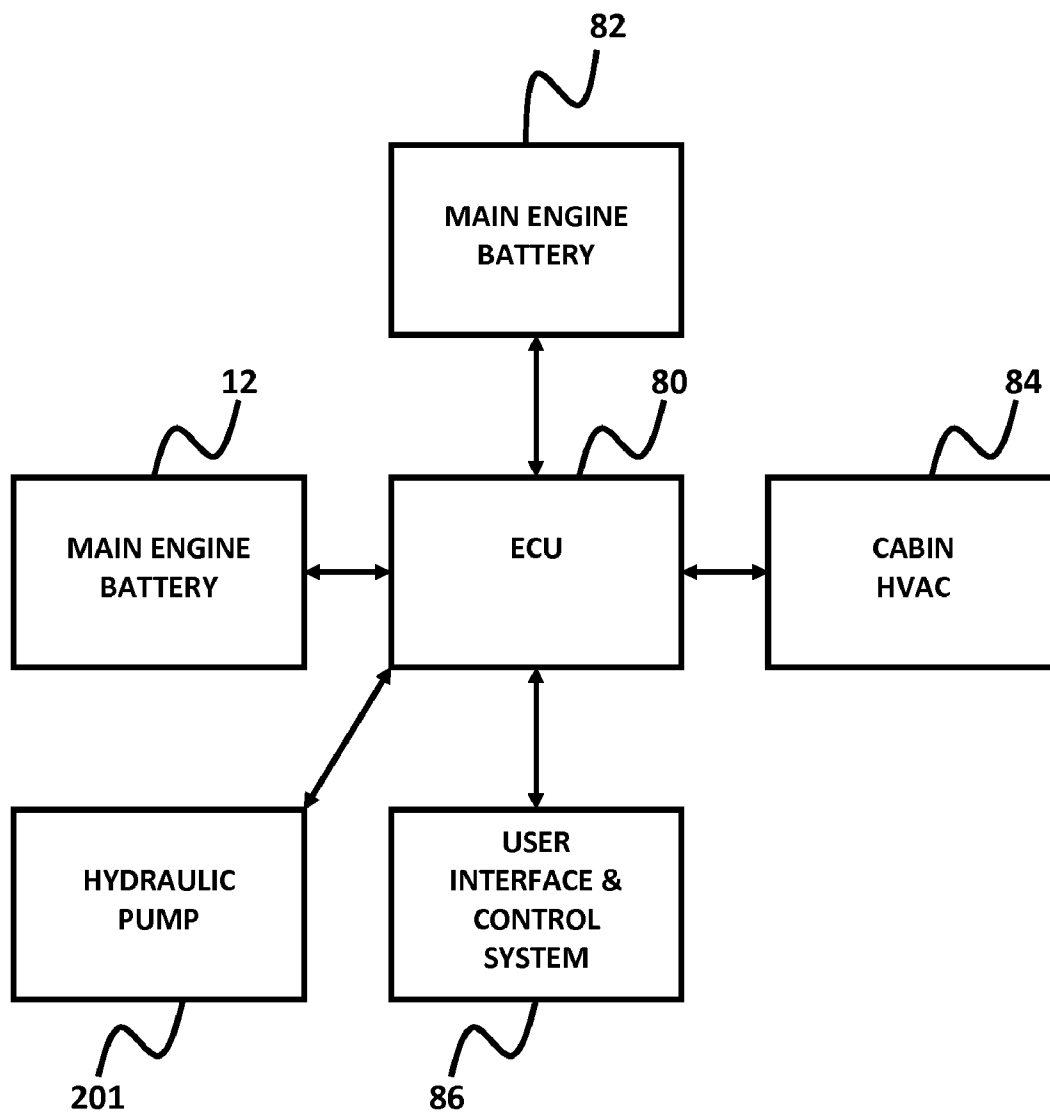 82
MAIN ENGINE
BATTERY
12
80
84
MAIN ENGINE
BATTERY
ECU
CABIN
HVAC
HYDRAULIC
PUMP
USER
INTERFACE &
CONTROL
SYSTEM
201
86